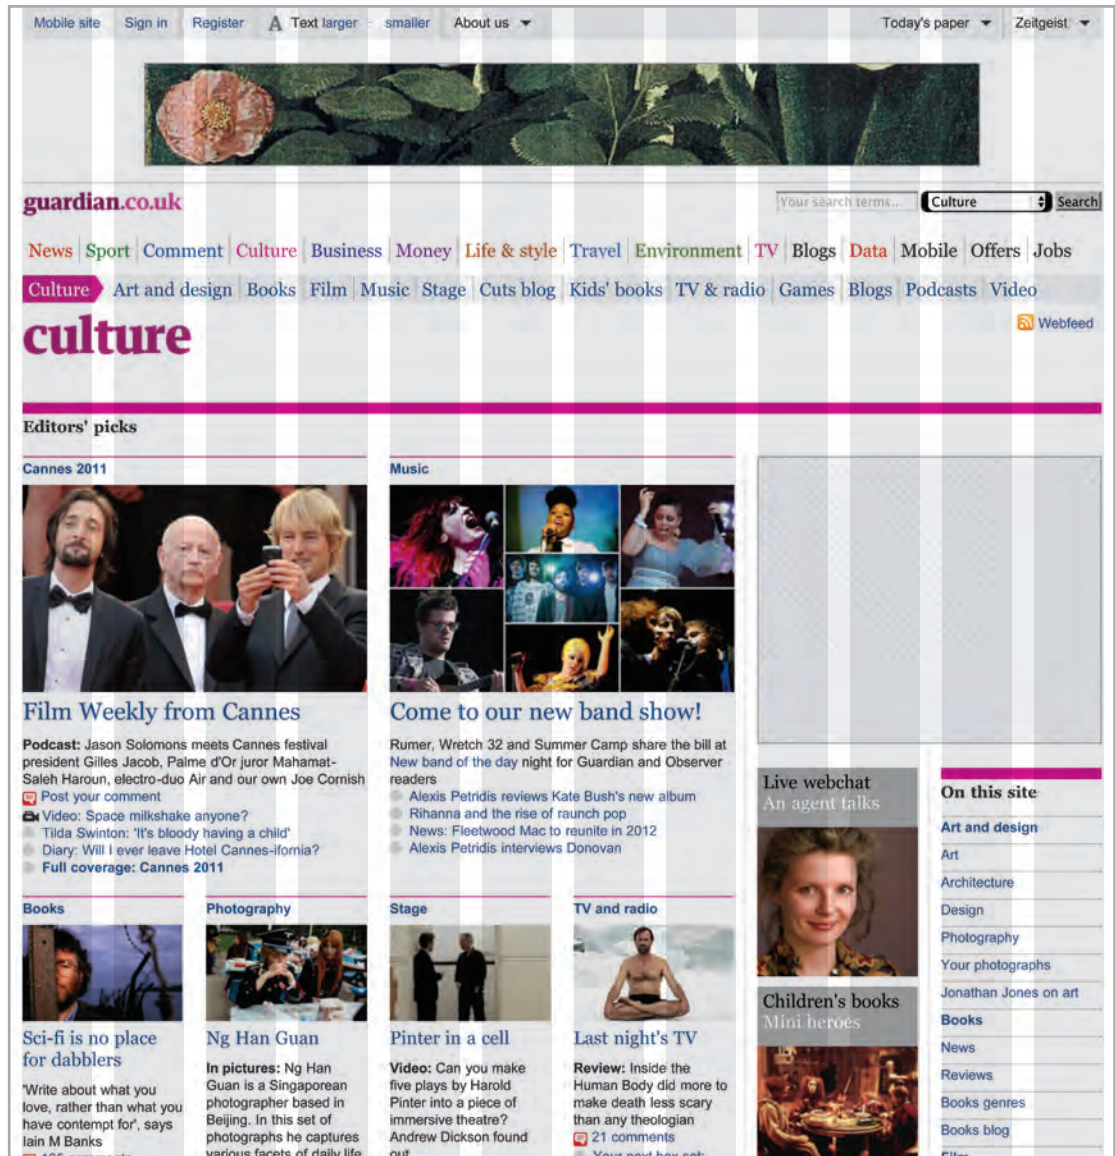 Mobile site Sign in Register A Text larger · smaller About us Today's paper Zeitgeist
guardian.co.uk
Your search terms... Culture Search
News Sport Comment Culture Business Money Life & style Travel Environment TV Blogs Data Mobile Offers Jobs
Culture Art and design Books Film Music Stage Cuts blog Kids' books TV & radio Games Blogs Podcasts Video
culture
Webfeed
Editors' picks
Cannes 2011
Film Weekly from Cannes
Podcast: Jason Solomons meets Cannes festival
president Gilles Jacob, Palme d'Or juror Mahamat-
Saleh Haroun, electro-duo Air and our own Joe Cornish
Post your comment
Video: Space milkshake anyone?
Tilda Swinton: 'It's bloody having a child'
Diary: Will I ever leave Hotel Cannes-ifornia?
Full coverage: Cannes 2011
Music
Come to our new band show!
Rumer, Wretch 32 and Summer Camp share the bill at
New band of the day night for Guardian and Observer
readers
Alexis Petridis reviews Kate Bush's new album
Rihanna and the rise of raunch pop
News: Fleetwood Mac to reunite in 2012
Alexis Petridis interviews Donovan
Books
Sci-fi is no place
for dabblers
'Write about what you
love, rather than what you
have contempt for', says
Iain M Banks
Photography
Ng Han Guan
In pictures: Ng Han
Guan is a Singaporean
photographer based in
Beijing. In this set of
photographs he captures
various facets of daily life
Stage
Pinter in a cell
Video: Can you make
five plays by Harold
Pinter into a piece of
immersive theatre?
Andrew Dickson found
out
TV and radio
Last night's TV
Review: Inside the
Human Body did more to
make death less scary
than any theologian
21 comments
Your next box set:
Live webchat
An agent talks
Children's books
Mini heroes
On this site
Art and design
Art
Architecture
Design
Photography
Your photographs
Jonathan Jones on art
Books
News
Reviews
Books genres
Books blog
Film